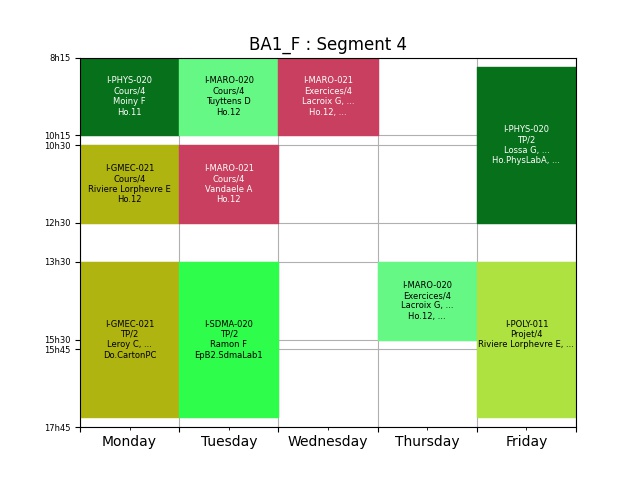 BA1_F : Segment 4
8h15
10h15
10h30
12h30
13h30
15h30
15h45
17h45
I-PHYS-020
Cours/4
Moiny F
Ho.11
I-MARO-020
Cours/4
Tuyttens D
Ho.12
I-MARO-021
Exercices/4
Lacroix G, ...
Ho.12, ...
I-PHYS-020
TP/2
Lossa G, ...
Ho.PhysLabA, ...
I-GMEC-021
Cours/4
Riviere Lorphevre E
Ho.12
I-MARO-021
Cours/4
Vandaele A
Ho.12
I-GMEC-021
TP/2
Leroy C, ...
Do.CartonPC
I-SDMA-020
TP/2
Ramon F
EpB2.SdmaLab1
I-MARO-020
Exercices/4
Lacroix G, ...
Ho.12, ...
I-POLY-011
Projet/4
Riviere Lorphevre E, ...
Monday
Tuesday
Wednesday
Thursday
Friday